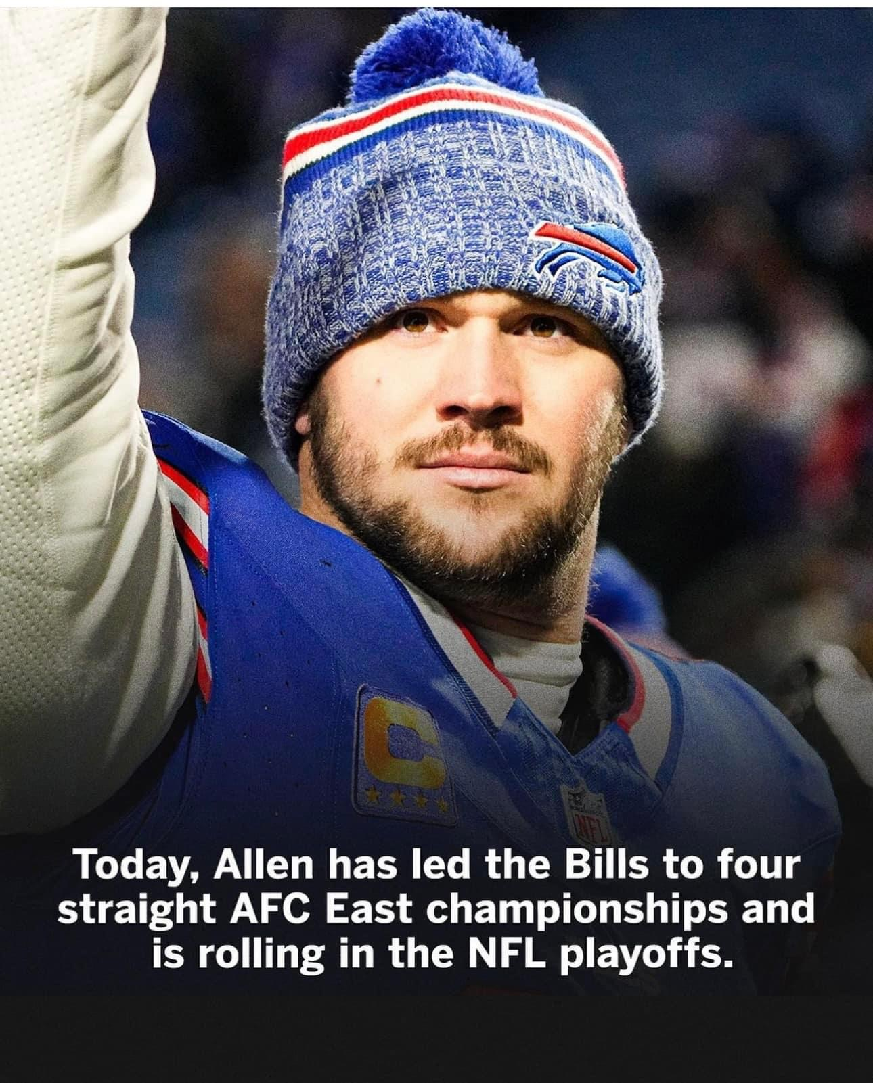 C
NFL
Today, Allen has led the Bills to four
straight AFC East championships and
is rolling in the NFL playoffs.